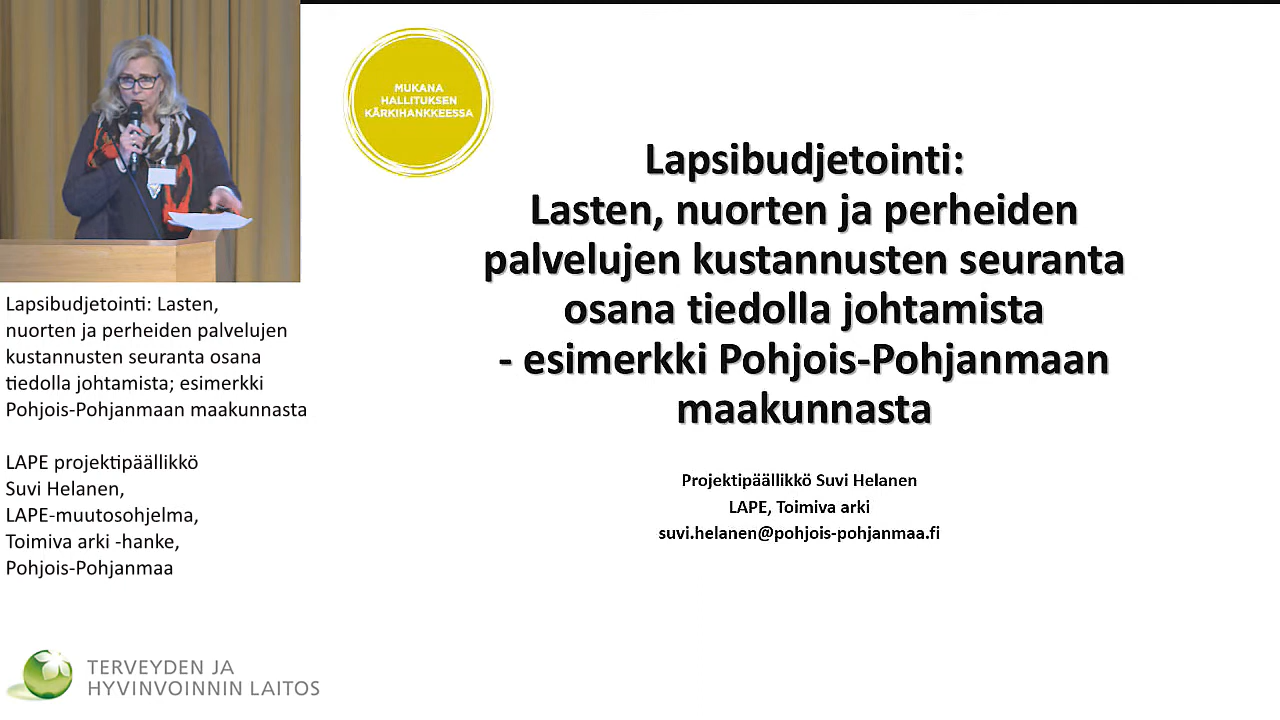 MUKANA
HALLITUKSEN
KÄRKIHANKKEESSA
Lapsibudjetointi:
Lasten, nuorten ja perheiden
palvelujen kustannusten seuranta
osana tiedolla johtamista
- esimerkki Pohjois-Pohjanmaan
maakunnasta
Projektipäällikkö Suvi Helanen
LAPE, Toimiva arki
suvi.helanen@pohjois-pohjanmaa.fi
Lapsibudjetointi: Lasten,
nuorten ja perheiden palvelujen
kustannusten seuranta osana
tiedolla johtamista; esimerkki
Pohjois-Pohjanmaan maakunnasta
LAPE projektipäällikkö
Suvi Helanen,
LAPE-muutosohjelma,
Toimiva arki -hanke,
Pohjois-Pohjanmaa
TERVEYDEN JA
HYVINVOINNIN LAITOS